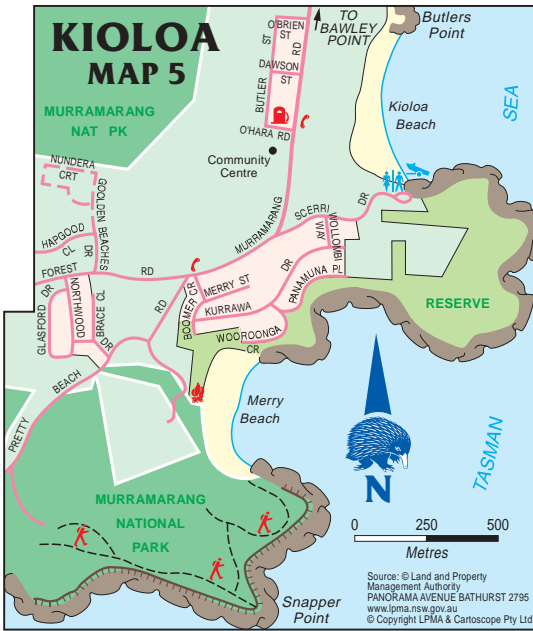 KIOLOA
MAP 5
TO
BAWLEY
POINT
Butlers
Point
O'BRIEN
ST
ST
RD
DAWSON
ST
BUTLER
O'HARA RD
MURRAMARANG
NAT PK
Kioloa
Beach
SEA
Community
Centre
NUNDERA
CRT
GOOLDEN BEACHES
DR
HAPGOOD
CL
FOREST
RD
MURRAMARANG
SCERRI
DR
WOLLOMBI
WAY
DR
PANAMUNA PL
MERRY ST
KURRAWA
BOOMER CR
WOOROONGA
CR
GLASFORD
DR
NORTHWOOD
BRACE CL
DR
RD
PRETTY
BEACH
RESERVE
Merry
Beach
TASMAN
N
MURRAMARANG
NATIONAL
PARK
0 250 500
Metres
Snapper
Point
Source: © Land and Property
Management Authority
PANORAMA AVENUE BATHURST 2795
www.lpma.nsw.gov.au
© Copyright LPMA & Cartoscope Pty Ltd